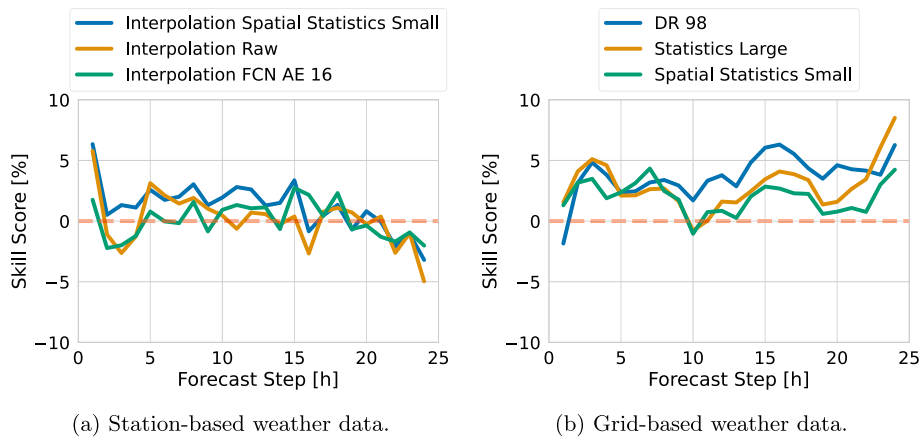 Interpolation Spatial Statistics Small
Interpolation Raw
Interpolation FCN AE 16
10
5
0
−5
−10
Skill Score [%]
0
5
10
15
20
25
Forecast Step [h]
(a) Station-based weather data.
DR 98
Statistics Large
Spatial Statistics Small
10
5
0
−5
−10
Skill Score [%]
0
5
10
15
20
25
Forecast Step [h]
(b) Grid-based weather data.